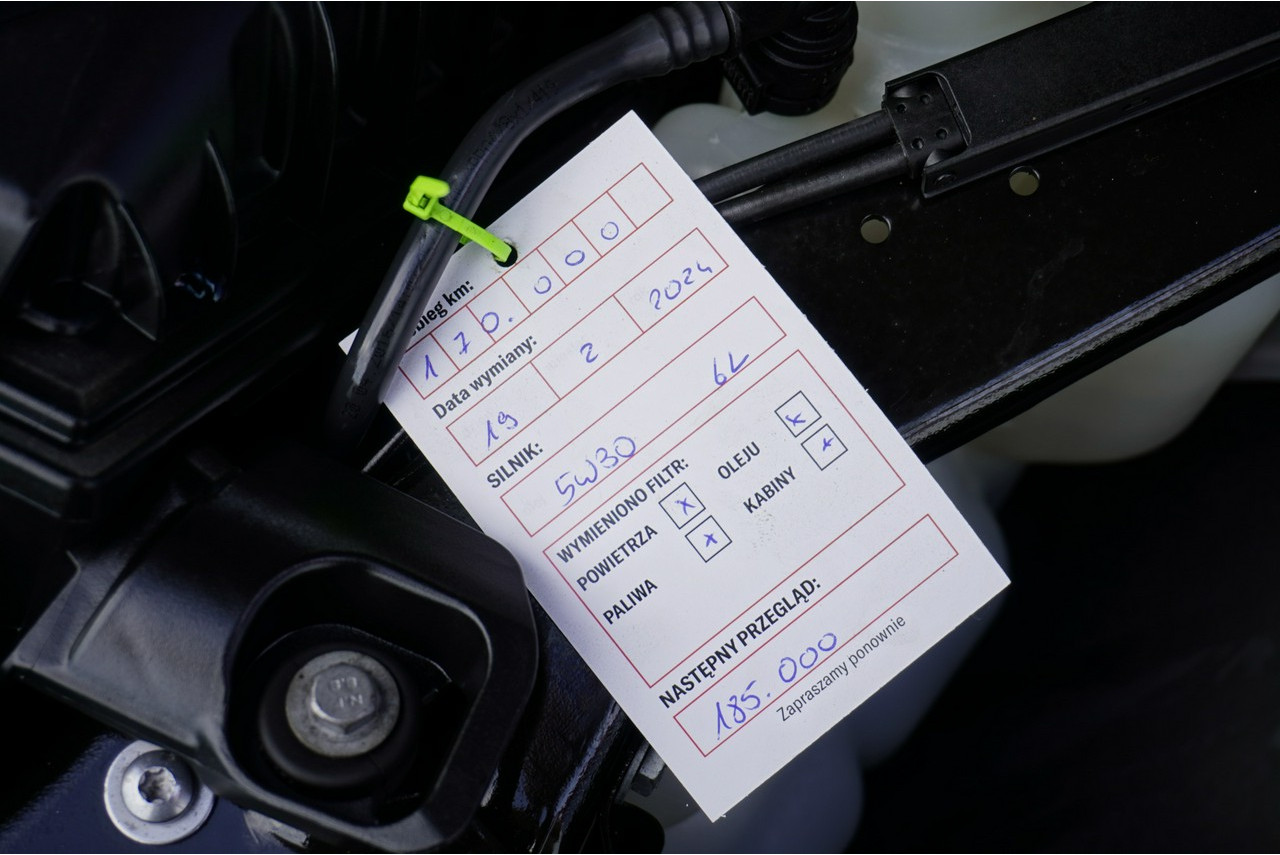 bieg km:
170.000
Data wymiany:
19 2 2024
SILNIK:
5W30 6L
WYMIENIONO FILTR:
POWIETRZA x OLEJU x
PALIWA x KABINY x
NASTĘPNY PRZEGLĄD:
185.000
Zapraszamy ponownie